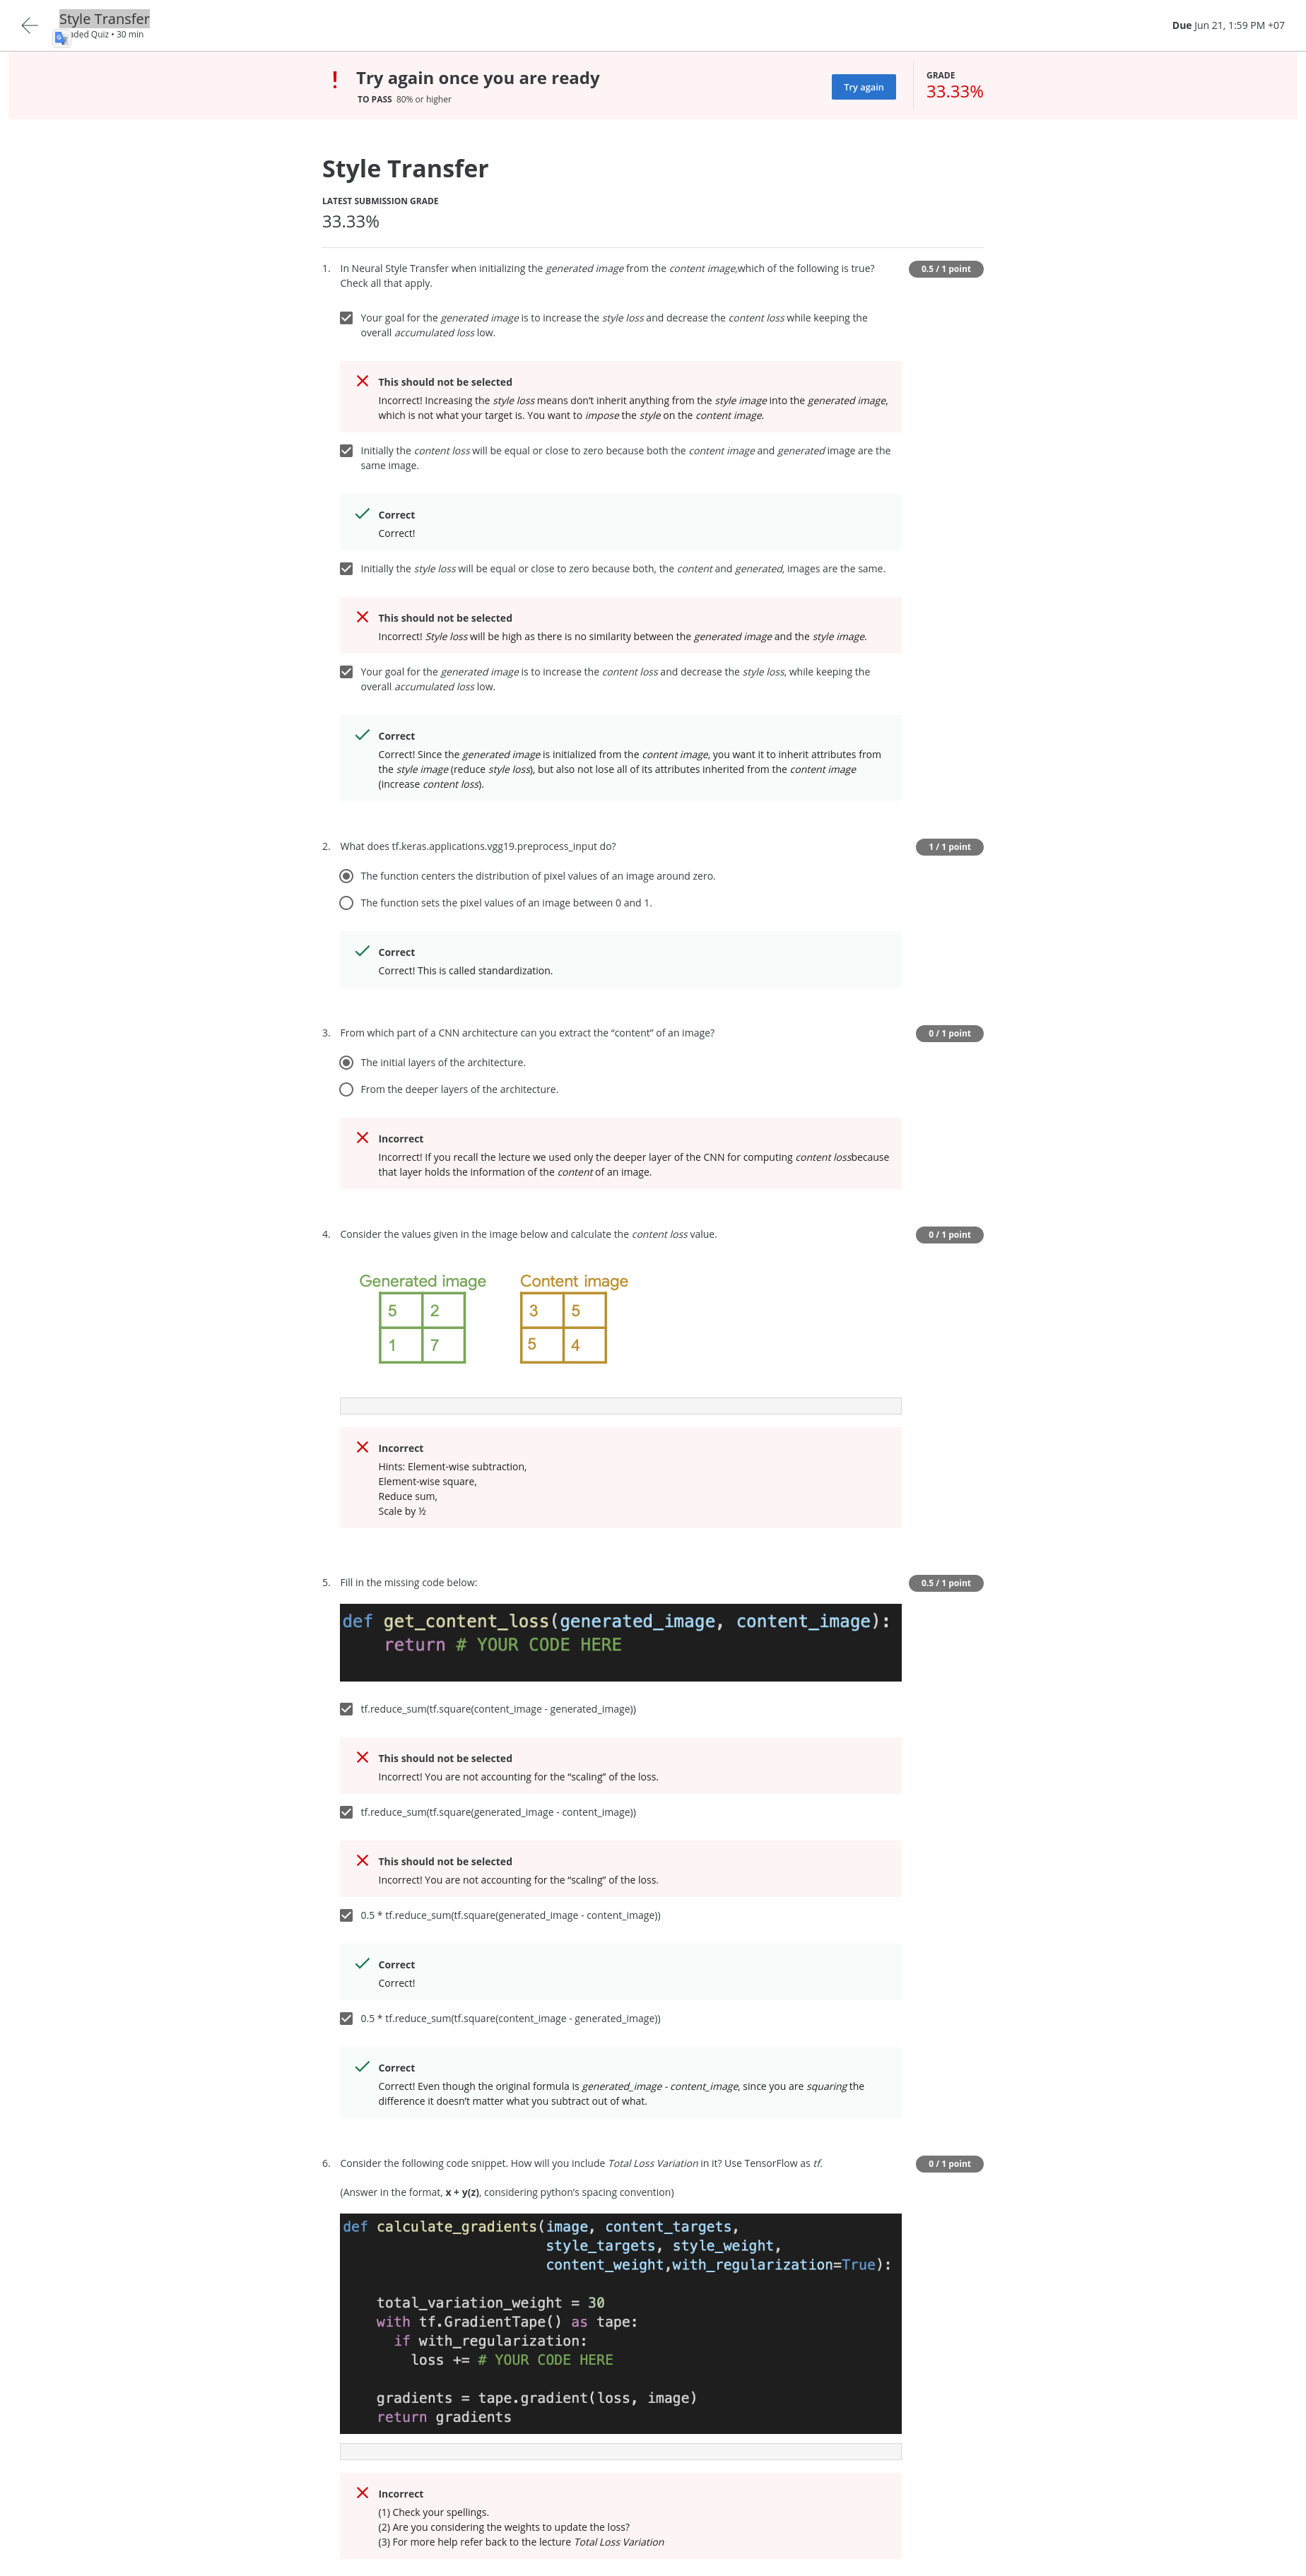 Style Transfer
aded Quiz • 30 min
Due Jun 21, 1:59 PM +07
! Try again once you are ready
TO PASS 80% or higher
Try again
GRADE
33.33%
Style Transfer
LATEST SUBMISSION GRADE
33.33%
1. In Neural Style Transfer when initializing the generated image from the content image,which of the following is true?
Check all that apply.
0.5 / 1 point
Your goal for the generated image is to increase the style loss and decrease the content loss while keeping the
overall accumulated loss low.
This should not be selected
Incorrect! Increasing the style loss means don’t inherit anything from the style image into the generated image,
which is not what your target is. You want to impose the style on the content image.
Initially the content loss will be equal or close to zero because both the content image and generated image are the
same image.
Correct
Correct!
Initially the style loss will be equal or close to zero because both, the content and generated, images are the same.
This should not be selected
Incorrect! Style loss will be high as there is no similarity between the generated image and the style image.
Your goal for the generated image is to increase the content loss and decrease the style loss, while keeping the
overall accumulated loss low.
Correct
Correct! Since the generated image is initialized from the content image, you want it to inherit attributes from
the style image (reduce style loss), but also not lose all of its attributes inherited from the content image
(increase content loss).
2. What does tf.keras.applications.vgg19.preprocess_input do?
1 / 1 point
The function centers the distribution of pixel values of an image around zero.
The function sets the pixel values of an image between 0 and 1.
Correct
Correct! This is called standardization.
3. From which part of a CNN architecture can you extract the “content” of an image?
0 / 1 point
The initial layers of the architecture.
From the deeper layers of the architecture.
Incorrect
Incorrect! If you recall the lecture we used only the deeper layer of the CNN for computing content lossbecause
that layer holds the information of the content of an image.
4. Consider the values given in the image below and calculate the content loss value.
0 / 1 point
Generated image Content image
5 2 3 5
1 7 5 4
Incorrect
Hints: Element-wise subtraction,
Element-wise square,
Reduce sum,
Scale by ½
5. Fill in the missing code below:
0.5 / 1 point
def get_content_loss(generated_image, content_image):
return # YOUR CODE HERE
tf.reduce_sum(tf.square(content_image - generated_image))
This should not be selected
Incorrect! You are not accounting for the “scaling” of the loss.
tf.reduce_sum(tf.square(generated_image - content_image))
This should not be selected
Incorrect! You are not accounting for the “scaling” of the loss.
0.5 * tf.reduce_sum(tf.square(generated_image - content_image))
Correct
Correct!
0.5 * tf.reduce_sum(tf.square(content_image - generated_image))
Correct
Correct! Even though the original formula is generated_image - content_image, since you are squaring the
difference it doesn’t matter what you subtract out of what.
6. Consider the following code snippet. How will you include Total Loss Variation in it? Use TensorFlow as tf.
0 / 1 point
(Answer in the format, x + y(z), considering python’s spacing convention)
def calculate_gradients(image, content_targets,
style_targets, style_weight,
content_weight,with_regularization=True):
total_variation_weight = 30
with tf.GradientTape() as tape:
if with_regularization:
loss += # YOUR CODE HERE
gradients = tape.gradient(loss, image)
return gradients
Incorrect
(1) Check your spellings.
(2) Are you considering the weights to update the loss?
(3) For more help refer back to the lecture Total Loss Variation